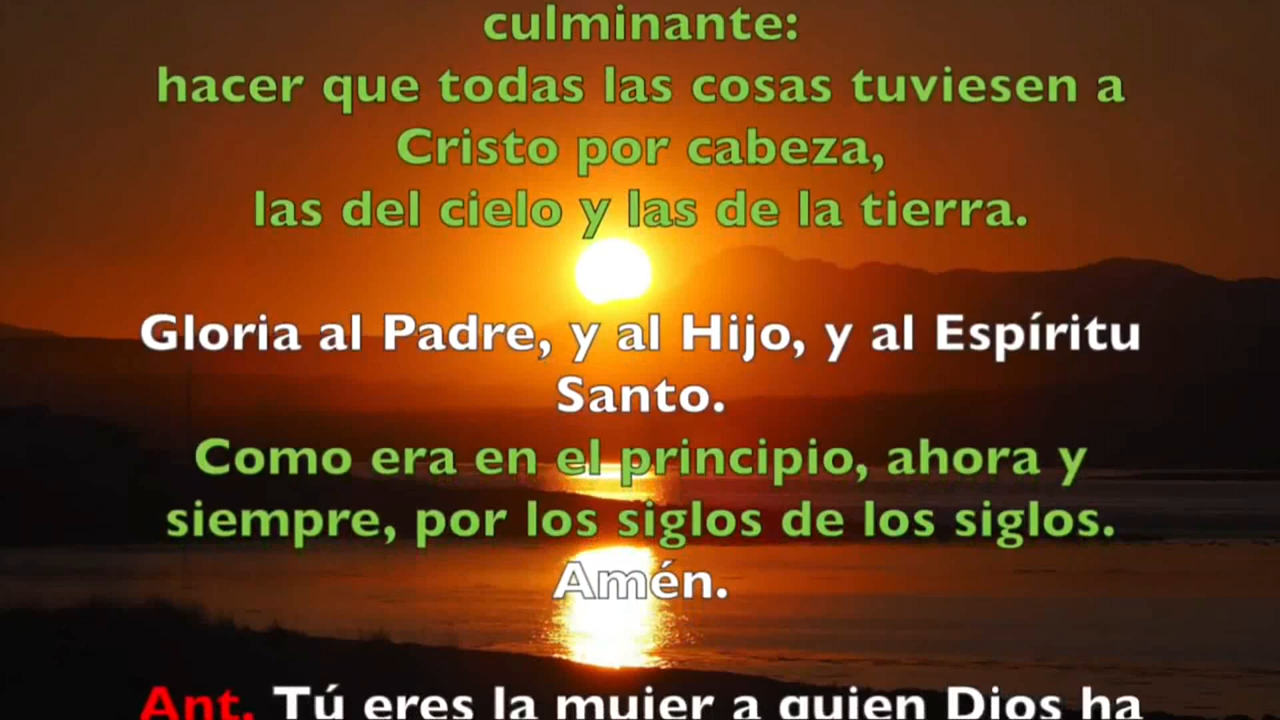 culminante:
hacer que todas las cosas tuviesen a
Cristo por cabeza,
las del cielo y las de la tierra.
Gloria al Padre, y al Hijo, y al Espíritu
Santo.
Como era en el principio, ahora y
siempre, por los siglos de los siglos.
Amén.
Ant. Tú eres la mujer a quien Dios ha